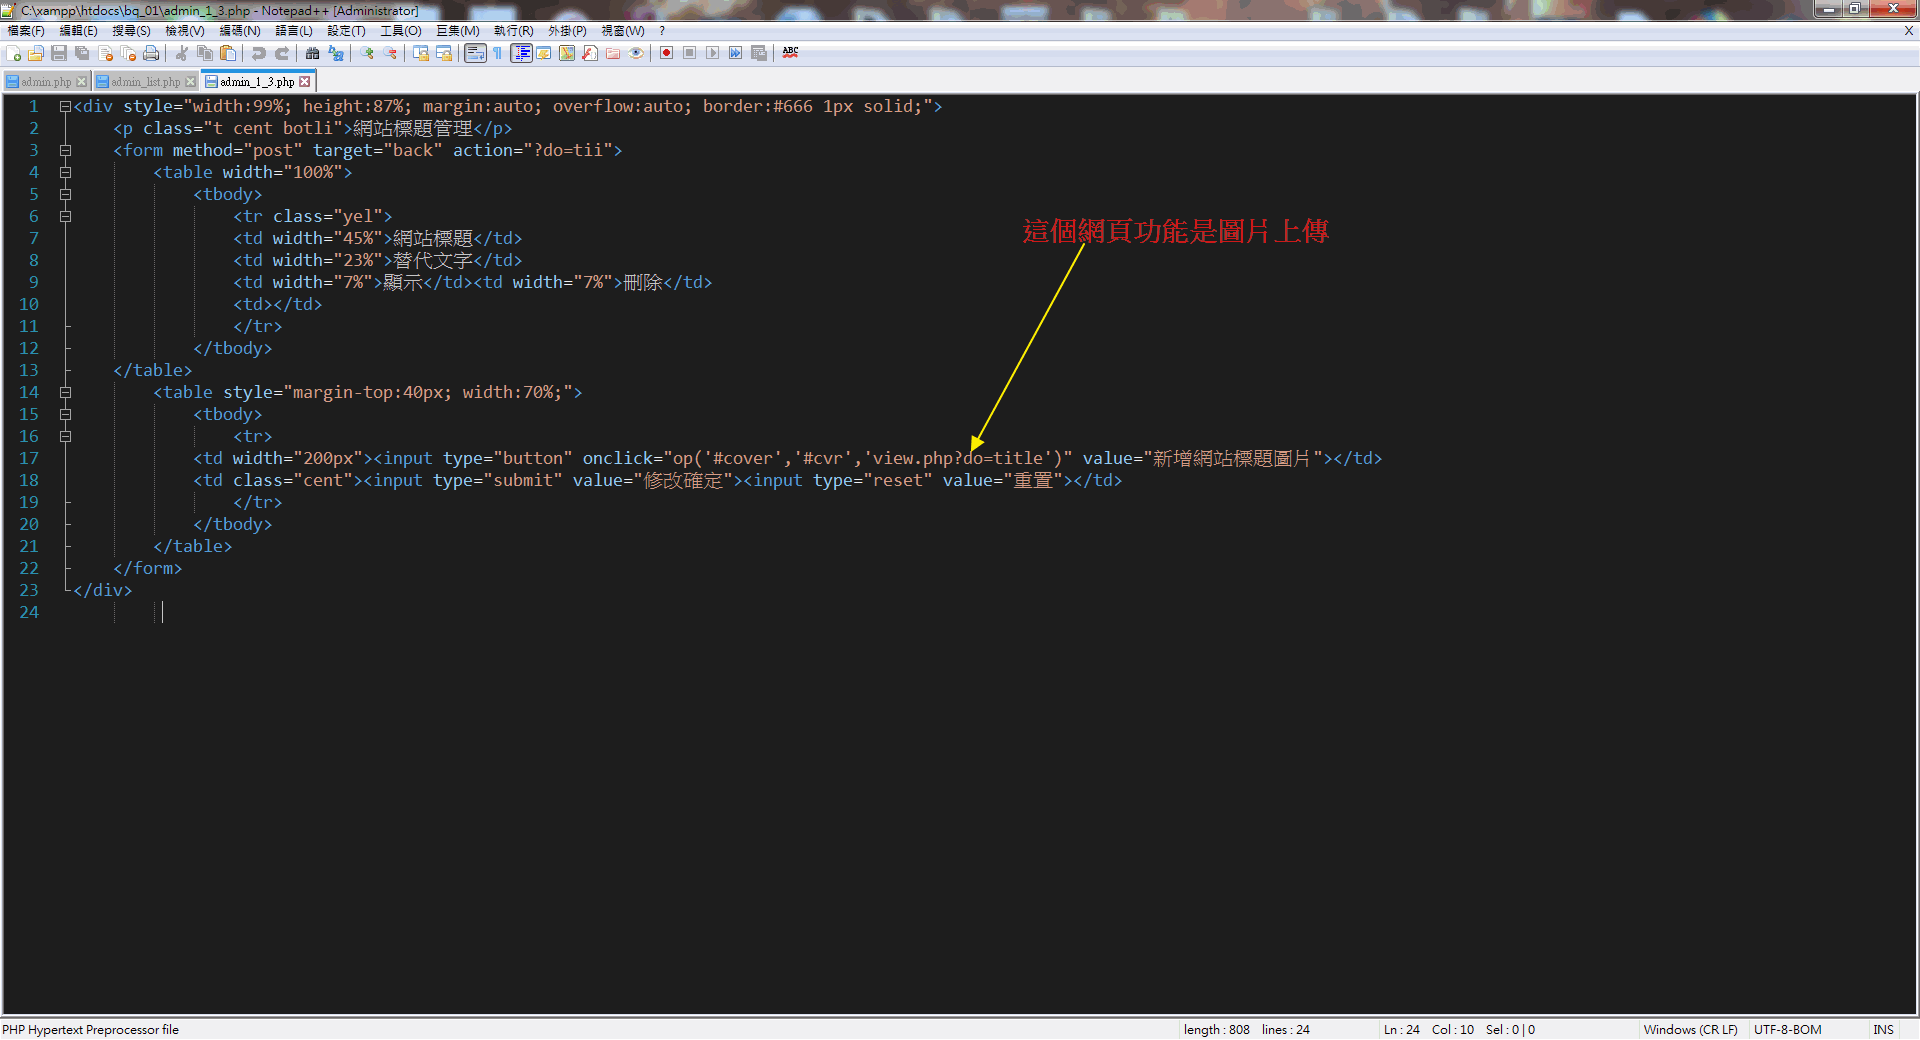 C:\xampp\htdocs\bq_01\admin_1_3.php - Notepad++ [Administrator]
檔案(F) 編輯(E) 搜尋(S) 檢視(V) 編碼(N) 語言(L) 設定(T) 工具(O) 巨集(M) 執行(R) 外掛(P) 視窗(W) ? X
ABC
admin.php admin_list.php admin_1_3.php
1 <div style="width:99%; height:87%; margin:auto; overflow:auto; border:#666 1px solid;">
2 <p class="t cent botli">網站標題管理</p>
3 <form method="post" target="back" action="?do=tii">
4 <table width="100%">
5 <tbody>
6 <tr class="yel">
這個網頁功能是圖片上傳
7 <td width="45%">網站標題</td>
8 <td width="23%">替代文字</td>
9 <td width="7%">顯示</td><td width="7%">刪除</td>
10 <td></td>
11 </tr>
12 </tbody>
13 </table>
14 <table style="margin-top:40px; width:70%;">
15 <tbody>
16 <tr>
17 <td width="200px"><input type="button" onclick="op('#cover','#cvr','view.php?do=title')" value="新增網站標題圖片"></td>
18 <td class="cent"><input type="submit" value="修改確定"><input type="reset" value="重置"></td>
19 </tr>
20 </tbody>
21 </table>
22 </form>
23 </div>
24
PHP Hypertext Preprocessor file length : 808 lines : 24 Ln : 24 Col : 10 Sel : 0 | 0 Windows (CR LF) UTF-8-BOM INS